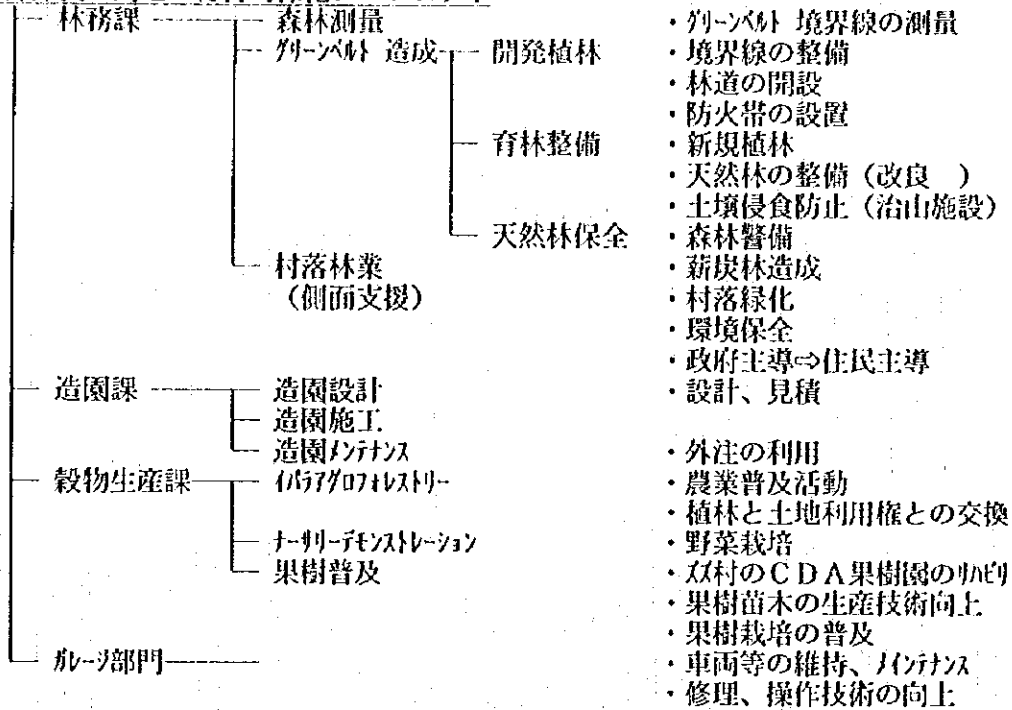 林務課 森林測量 ・グリーンベルト 境界線の測量
グリーンベルト 造成 開発植林 ・境界線の整備
・林道の開設
・防火帯の設置
育林整備 ・新規植林
・天然林の整備（改良　）
・土壌侵食防止（治山施設）
天然林保全 ・森林警備
村落林業 ・薪炭林造成
（側面支援） ・村落緑化
・環境保全
・政府主導⇨住民主導
造園課 造園設計 ・設計、見積
造園施工
造園メンテナンス ・外注の利用
穀物生産課 イバラアグロフォレストリー ・農業普及活動
・植林と土地利用権との交換
ナーサリーデモンストレーション ・野菜栽培
果樹普及 ・ズズ村のＣＤＡ果樹園のリハビリ
・果樹苗木の生産技術向上
・果樹栽培の普及
ガレージ部門 ・車両等の維持、メインテナンス
・修理、操作技術の向上